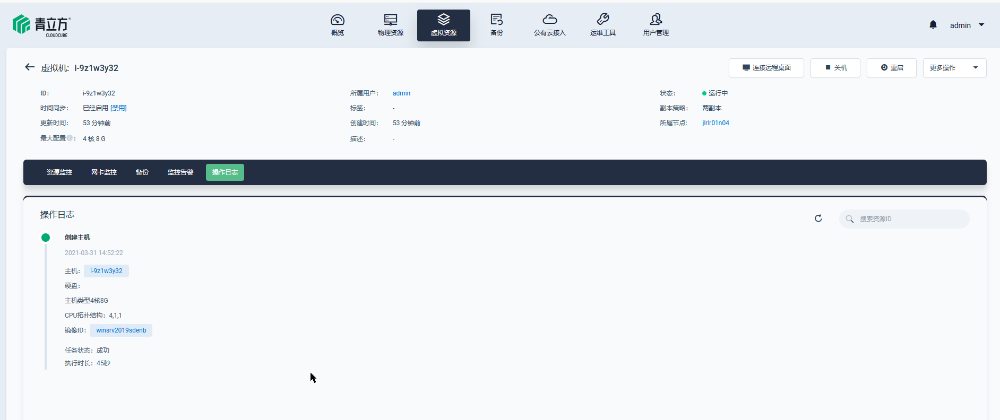 青立方®
CLOUDCUBE
概览
物理资源
虚拟资源
备份
公有云接入
运维工具
用户管理
admin
虚拟机: i-9z1w3y32
连接远程桌面
关机
重启
更多操作
ID: i-9z1w3y32
所属用户: admin
状态: 运行中
时间同步: 已经启用 [禁用]
标签: -
副本策略: 两副本
更新时间: 53 分钟前
创建时间: 53 分钟前
所属节点: jlrlr01n04
最大配置: 4 核 8 G
描述: -
资源监控
网卡监控
备份
监控告警
操作日志
操作日志
搜索资源ID
创建主机
2021-03-31 14:52:22
主机: i-9z1w3y32
硬盘:
主机类型4核8G
CPU拓扑结构: 4,1,1
镜像ID: winsrv2019sdenb
任务状态: 成功
执行时长: 45秒